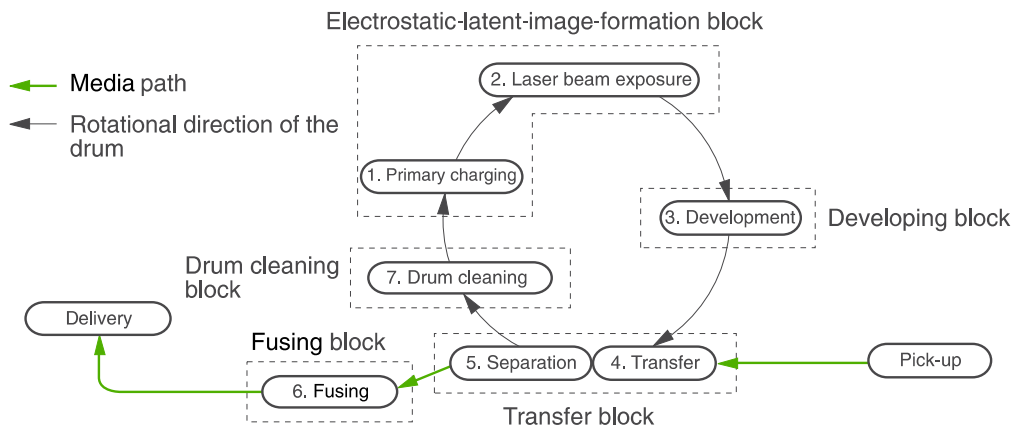 Electrostatic-latent-image-formation block
Media path
Rotational direction of the
drum
2. Laser beam exposure
1. Primary charging
3. Development
Developing block
Drum cleaning
block
7. Drum cleaning
Delivery
Fusing block
5. Separation
4. Transfer
Pick-up
6. Fusing
Transfer block